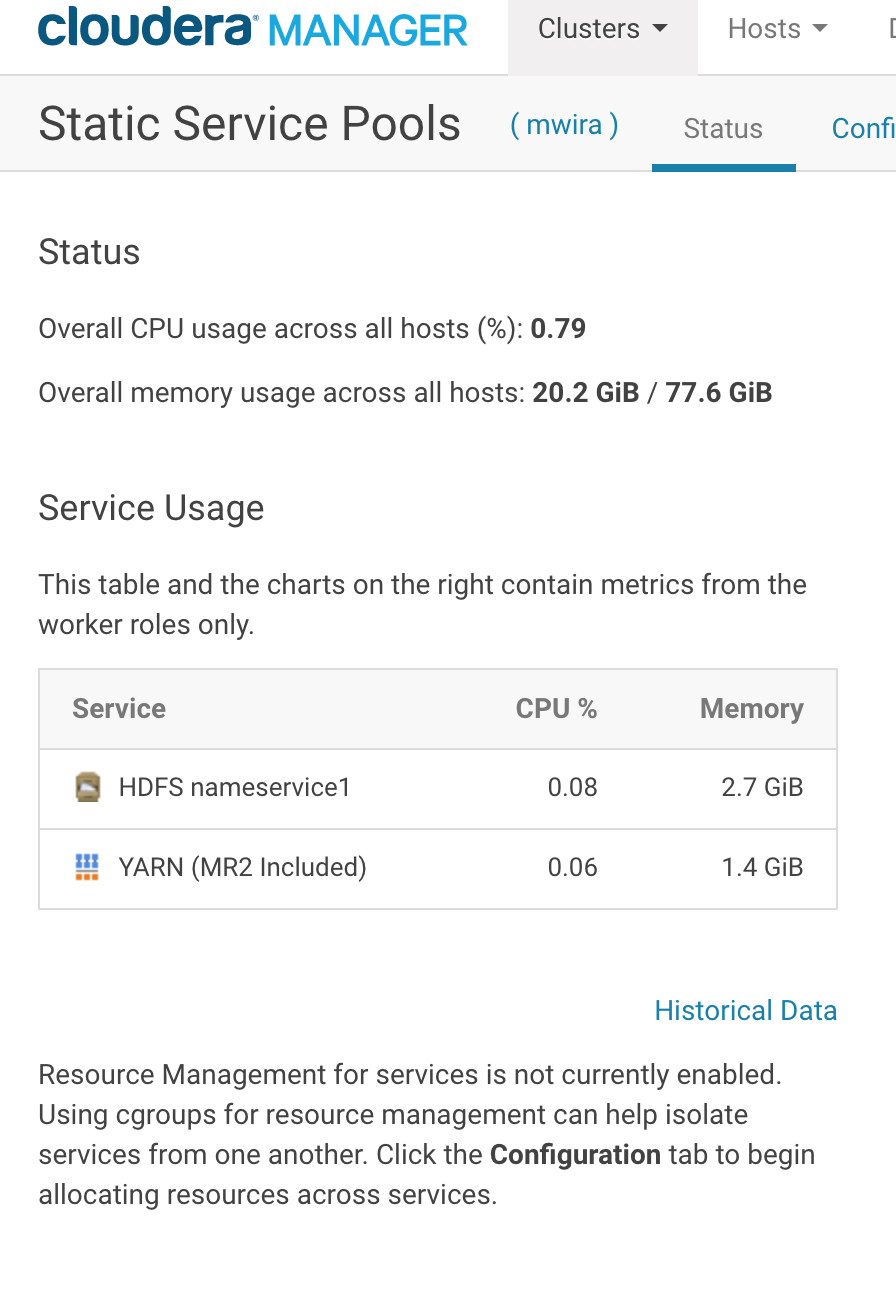 cloudera MANAGER Clusters Hosts
Static Service Pools ( mwira ) Status Confi
Status
Overall CPU usage across all hosts (%): 0.79
Overall memory usage across all hosts: 20.2 GiB / 77.6 GiB
Service Usage
This table and the charts on the right contain metrics from the
worker roles only.
Service CPU % Memory
HDFS nameservice1 0.08 2.7 GiB
YARN (MR2 Included) 0.06 1.4 GiB
Historical Data
Resource Management for services is not currently enabled.
Using cgroups for resource management can help isolate
services from one another. Click the Configuration tab to begin
allocating resources across services.